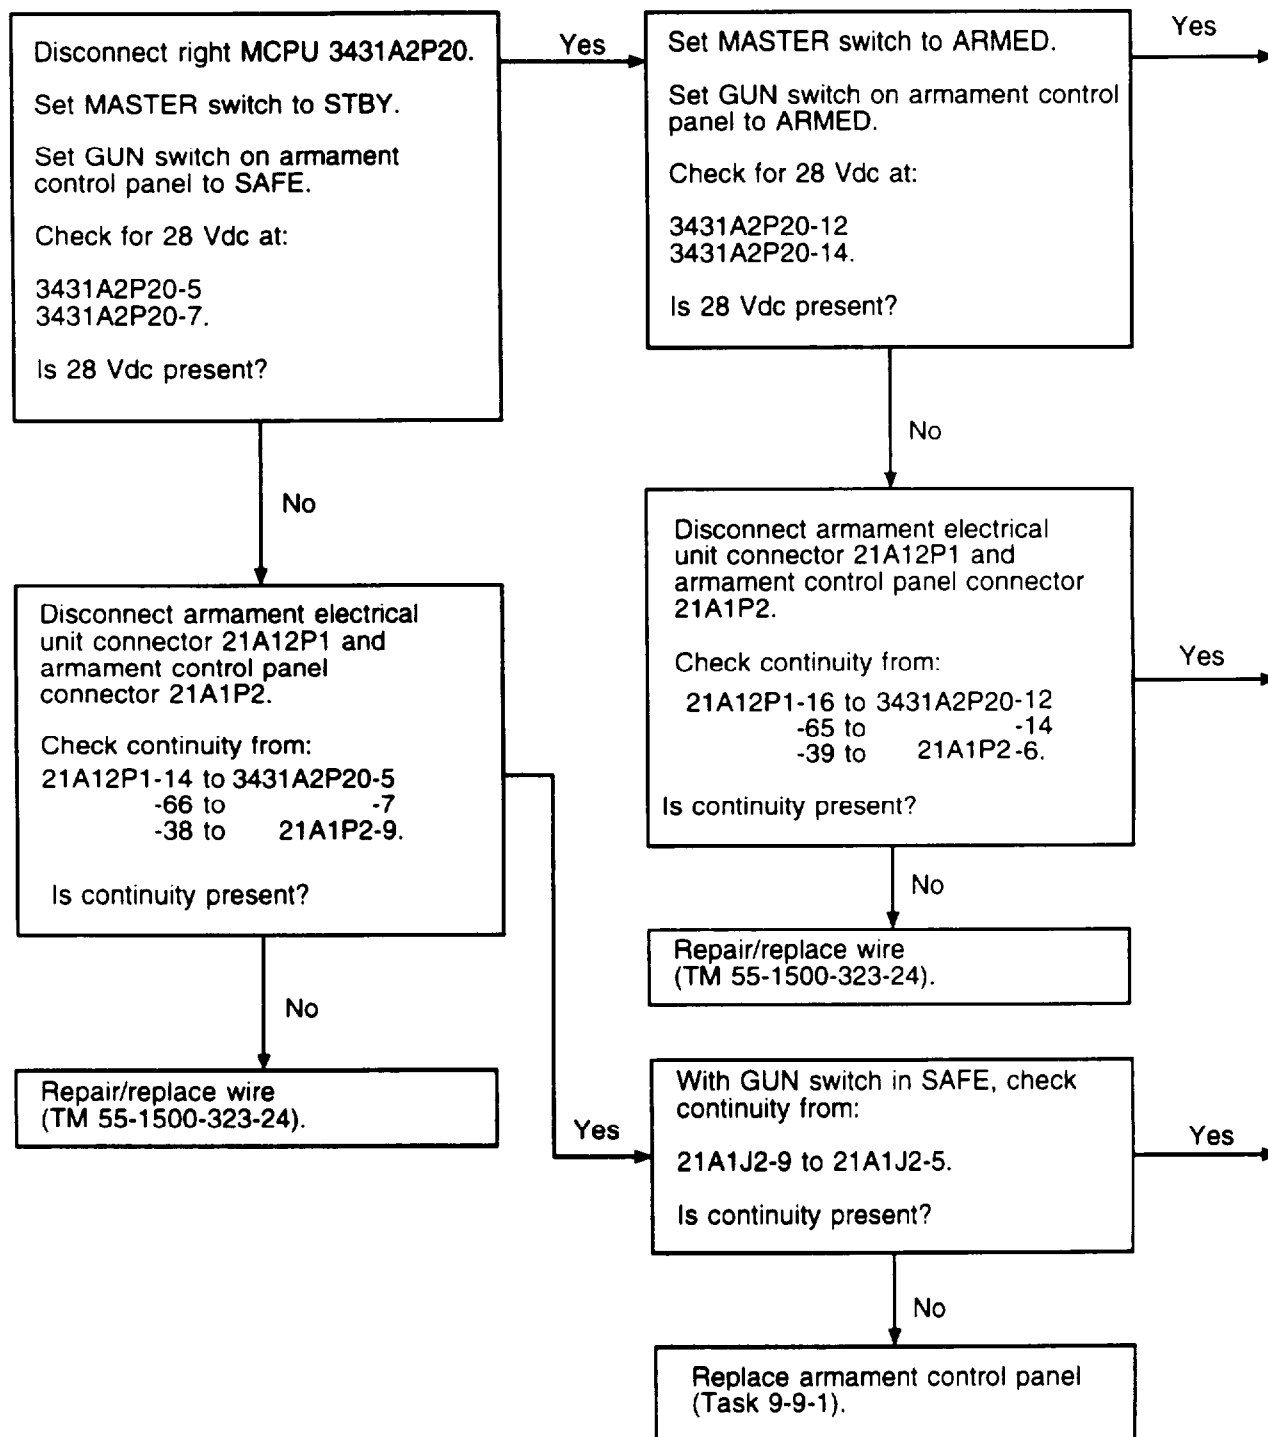 Disconnect right MCPU 3431A2P20.
Set MASTER switch to STBY.
Set GUN switch on armament
control panel to SAFE.
Check for 28 Vdc at:
3431A2P20-5
3431A2P20-7.
Is 28 Vdc present?
Yes
Set MASTER switch to ARMED.
Set GUN switch on armament control
panel to ARMED.
Check for 28 Vdc at:
3431A2P20-12
3431A2P20-14.
Is 28 Vdc present?
Yes
No
No
Disconnect armament electrical
unit connector 21A12P1 and
armament control panel
connector 21A1P2.
Check continuity from:
21A12P1-14 to 3431A2P20-5
-66 to -7
-38 to 21A1P2-9.
Is continuity present?
Disconnect armament electrical
unit connector 21A12P1 and
armament control panel connector
21A1P2.
Check continuity from:
21A12P1-16 to 3431A2P20-12
-65 to -14
-39 to 21A1P2-6.
Is continuity present?
Yes
No
Repair/replace wire
(TM 55-1500-323-24).
No
Repair/replace wire
(TM 55-1500-323-24).
Yes
With GUN switch in SAFE, check
continuity from:
21A1J2-9 to 21A1J2-5.
Is continuity present?
Yes
No
Replace armament control panel
(Task 9-9-1).